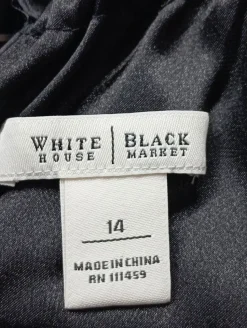 WHITE | BLACK
HOUSE | MARKET
14
MADE IN CHINA
RN 111459